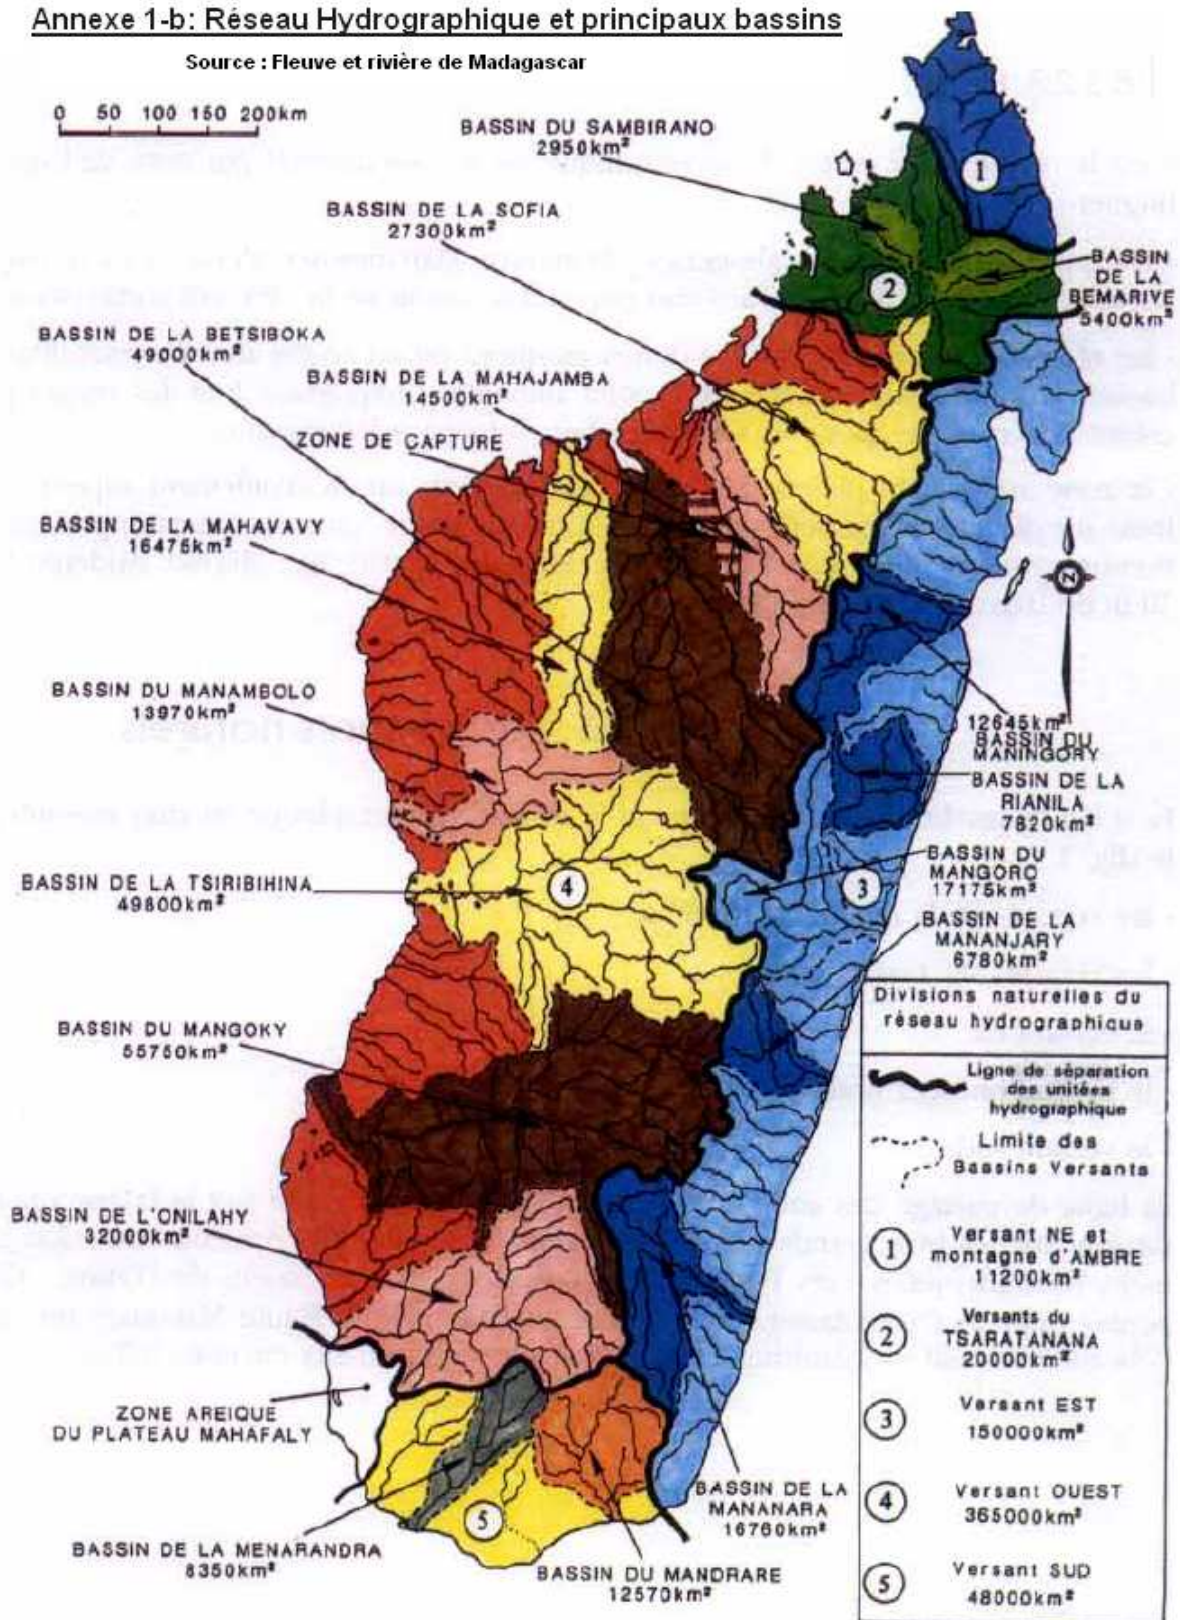 Annexe 1-b: Réseau Hydrographique et principaux bassins
Source : Fleuve et rivière de Madagascar
0 50 100 150 200km
BASSIN DU SAMBIRANO
2950km²
BASSIN DE LA SOFIA
27300km²
BASSIN DE LA BETSIBOKA
49000km²
BASSIN DE LA MAHAJAMBA
14500km²
ZONE DE CAPTURE
BASSIN DE LA MAHAVAVY
16475km²
BASSIN DU MANAMBOLO
13970km²
BASSIN DE LA TSIRIBIHINA
49800km²
BASSIN DU MANGOKY
55750km²
BASSIN DE L'ONILAHY
32000km²
ZONE AREIQUE
DU PLATEAU MAHAFALY
BASSIN DE LA MENARANDRA
8350km²
BASSIN DU MANDRARE
12570km²
BASSIN DE LA
MANANARA
16760km²
1
2
3
4
5
BASSIN
DE LA
BEMARIVE
5400km²
N
12645km²
BASSIN DU
MANINGORY
BASSIN DE LA
RIANILA
7820km²
BASSIN DU
MANGORO
17175km²
BASSIN DE LA
MANANJARY
6780km²
Divisions naturelles du
réseau hydrographique
Ligne de séparation
des unitées
hydrographique
Limite des
Bassins Versants
1 Versant NE et
montagne d'AMBRE
11200km²
2 Versants du
TSARATANANA
20000km²
3 Versant EST
150000km²
4 Versant OUEST
365000km²
5 Versant SUD
48000km²